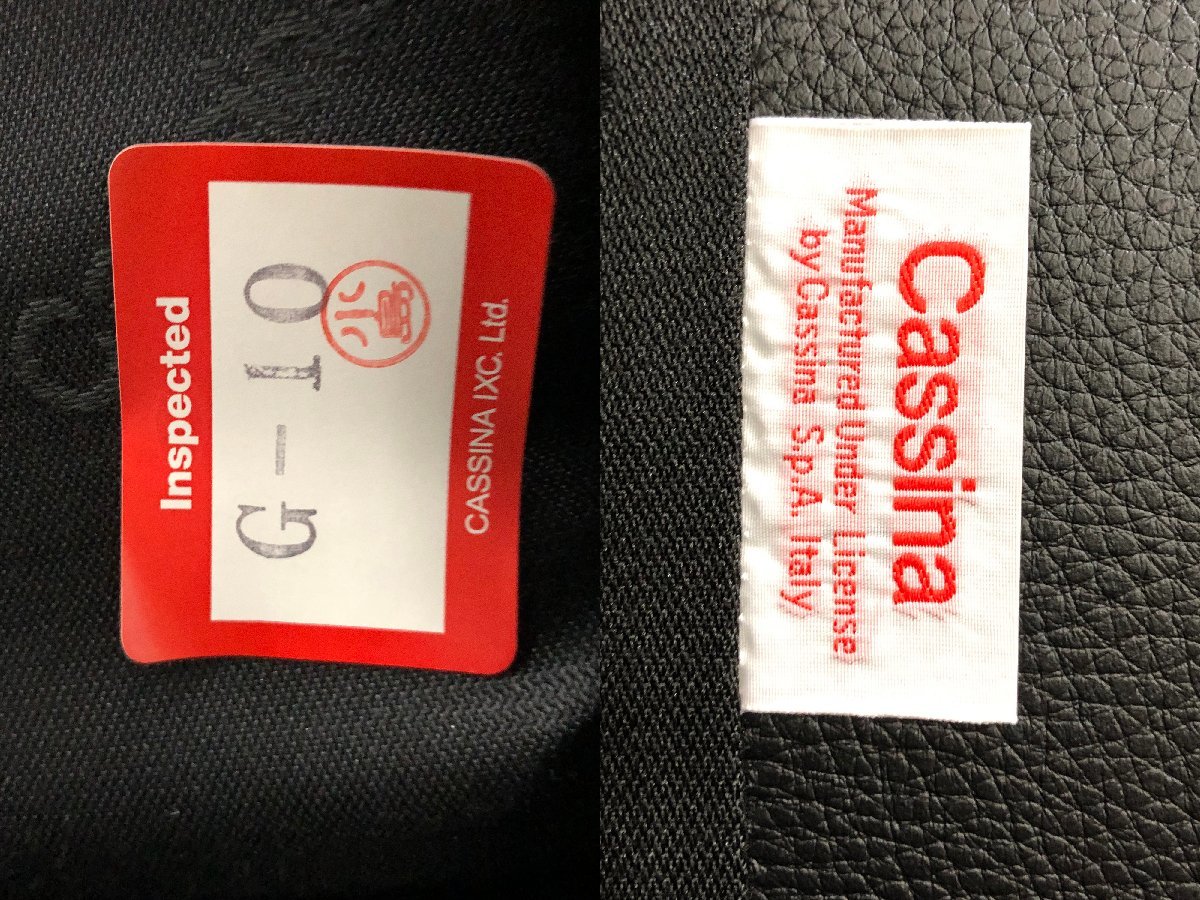 Inspected
G-10
CASSINA IXC. Ltd.
Cassina
Manufactured Under License
by Cassina S.p.A. Italy